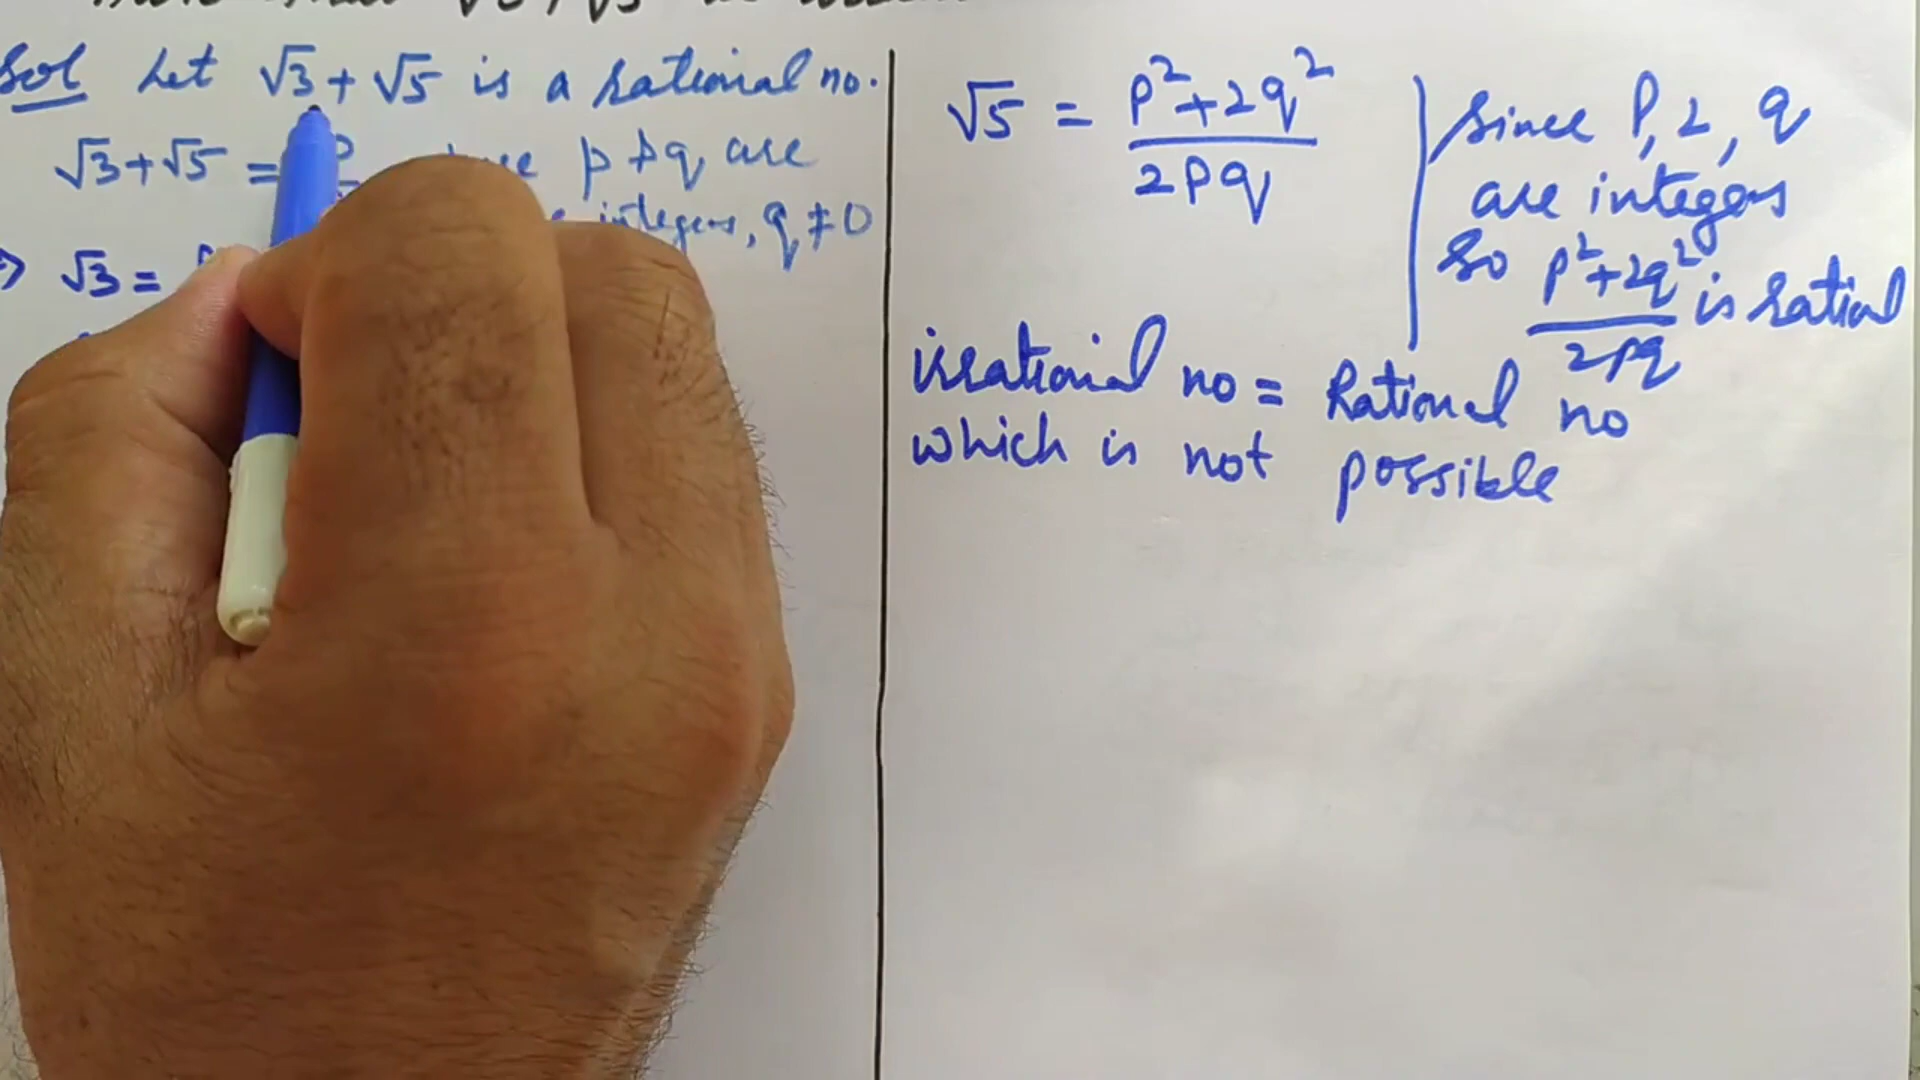 Sol Let √3 + √5 is a rational no.
√3 + √5 = p are
integers, q ≠ 0
⇒ √3 =
√5 = p²+2q² / 2pq
Since p, 2, q
are integers
So p²+2q² / 2pq is rational
irrational no = Rational no
which is not possible